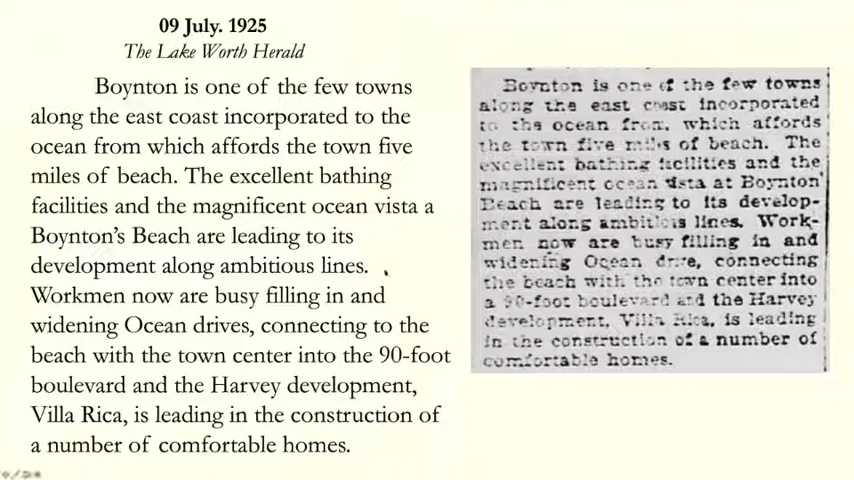 09 July. 1925
The Lake Worth Herald
Boynton is one of the few towns
along the east coast incorporated to the
ocean from which affords the town five
miles of beach. The excellent bathing
facilities and the magnificent ocean vista a
Boynton's Beach are leading to its
development along ambitious lines.
Workmen now are busy filling in and
widening Ocean drives, connecting to the
beach with the town center into the 90-foot
boulevard and the Harvey development,
Villa Rica, is leading in the construction of
a number of comfortable homes.
Boynton is one of the few towns
along the east coast incorporated
to the ocean front, which affords
the town five miles of beach. The
excellent bathing facilities and the
magnificent ocean vista at Boynton
Beach are leading to its develop-
ment along ambitious lines. Work-
men now are busy filling in and
widening Ocean drive, connecting
the beach with the town center into
a 90-foot boulevard and the Harvey
development, Villa Rica, is leading
in the construction of a number of
comfortable homes.